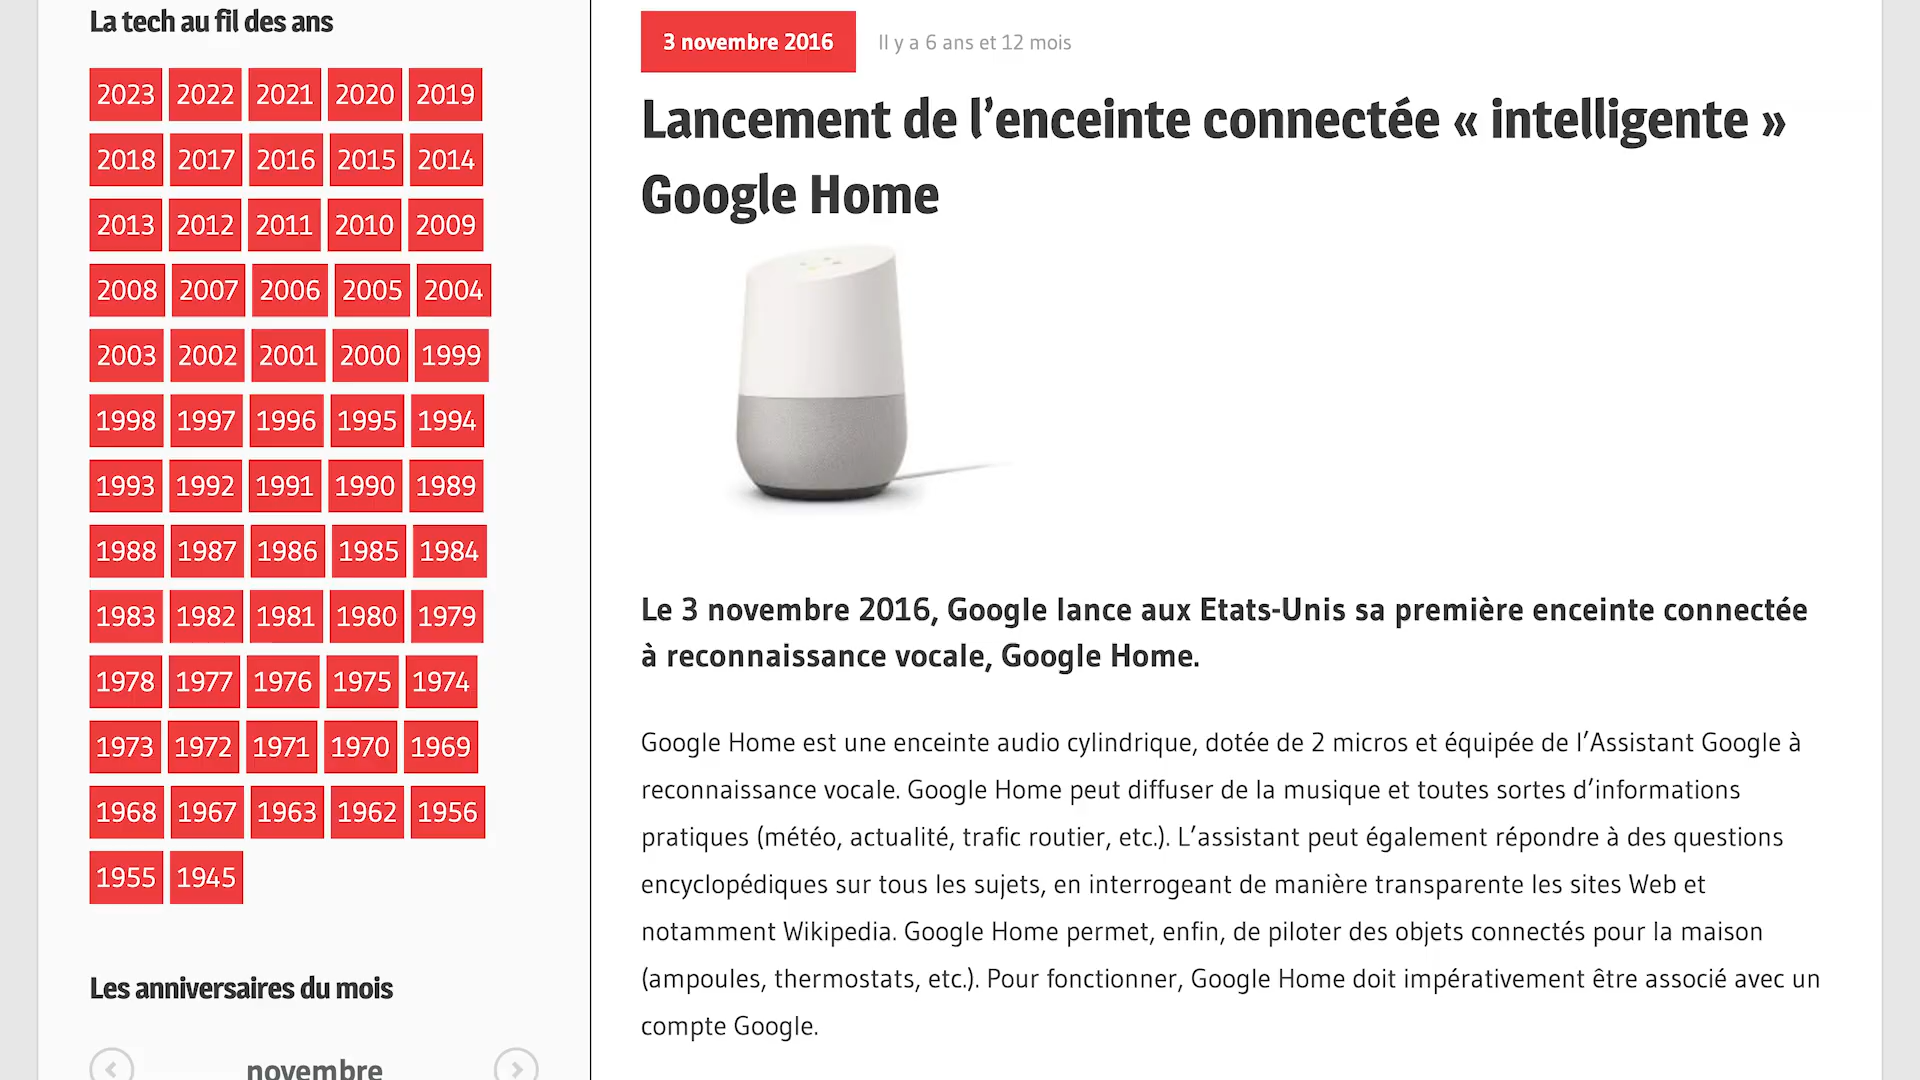 La tech au fil des ans
2023 2022 2021 2020 2019
2018 2017 2016 2015 2014
2013 2012 2011 2010 2009
2008 2007 2006 2005 2004
2003 2002 2001 2000 1999
1998 1997 1996 1995 1994
1993 1992 1991 1990 1989
1988 1987 1986 1985 1984
1983 1982 1981 1980 1979
1978 1977 1976 1975 1974
1973 1972 1971 1970 1969
1968 1967 1963 1962 1956
1955 1945
Les anniversaires du mois
novembre
3 novembre 2016 Il y a 6 ans et 12 mois
Lancement de l’enceinte connectée « intelligente »
Google Home
Le 3 novembre 2016, Google lance aux Etats-Unis sa première enceinte connectée
à reconnaissance vocale, Google Home.
Google Home est une enceinte audio cylindrique, dotée de 2 micros et équipée de l’Assistant Google à
reconnaissance vocale. Google Home peut diffuser de la musique et toutes sortes d’informations
pratiques (météo, actualité, trafic routier, etc.). L’assistant peut également répondre à des questions
encyclopédiques sur tous les sujets, en interrogeant de manière transparente les sites Web et
notamment Wikipedia. Google Home permet, enfin, de piloter des objets connectés pour la maison
(ampoules, thermostats, etc.). Pour fonctionner, Google Home doit impérativement être associé avec un
compte Google.